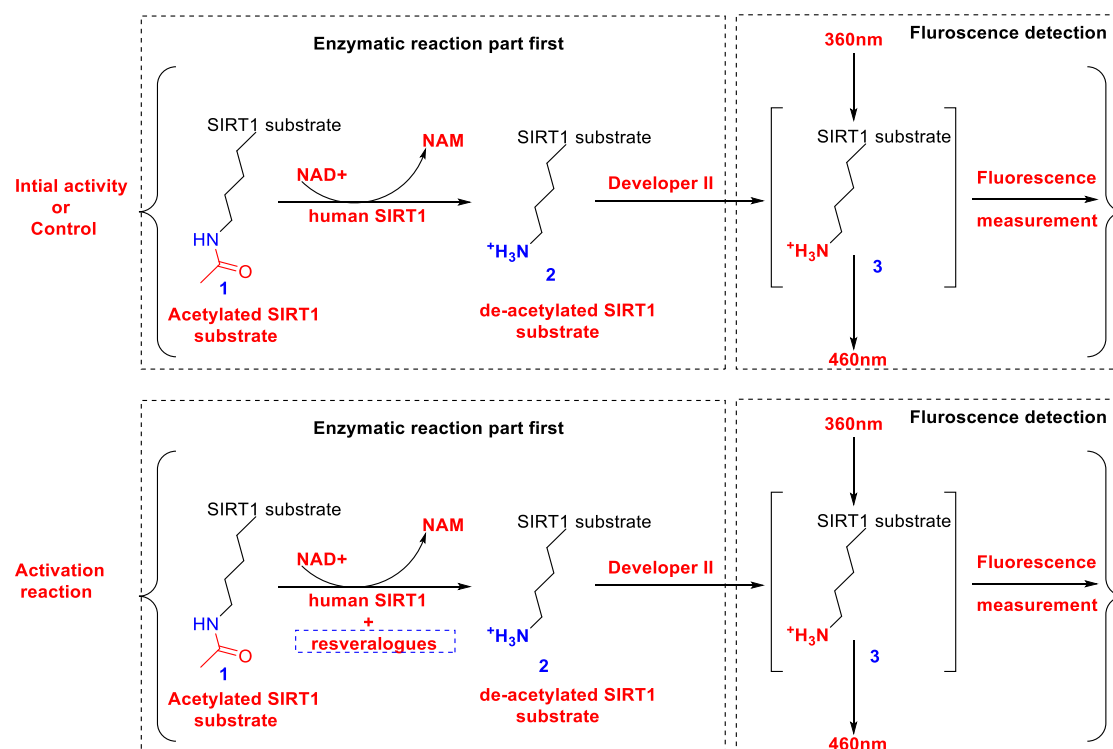 Enzymatic reaction part first
Fluroscence detection
360nm
SIRT1 substrate
NAM
SIRT1 substrate
SIRT1 substrate
NAD+
Developer II
Fluorescence
Intial activity
or
Control
human SIRT1
measurement
HN
+H3N
+H3N
O
1
2
3
Acetylated SIRT1
substrate
de-acetylated SIRT1
substrate
460nm
Enzymatic reaction part first
Fluroscence detection
360nm
SIRT1 substrate
NAM
SIRT1 substrate
SIRT1 substrate
NAD+
Developer II
Fluorescence
Activation
reaction
human SIRT1
measurement
+
HN
resveralogues
+H3N
+H3N
O
1
2
3
Acetylated SIRT1
substrate
de-acetylated SIRT1
substrate
460nm